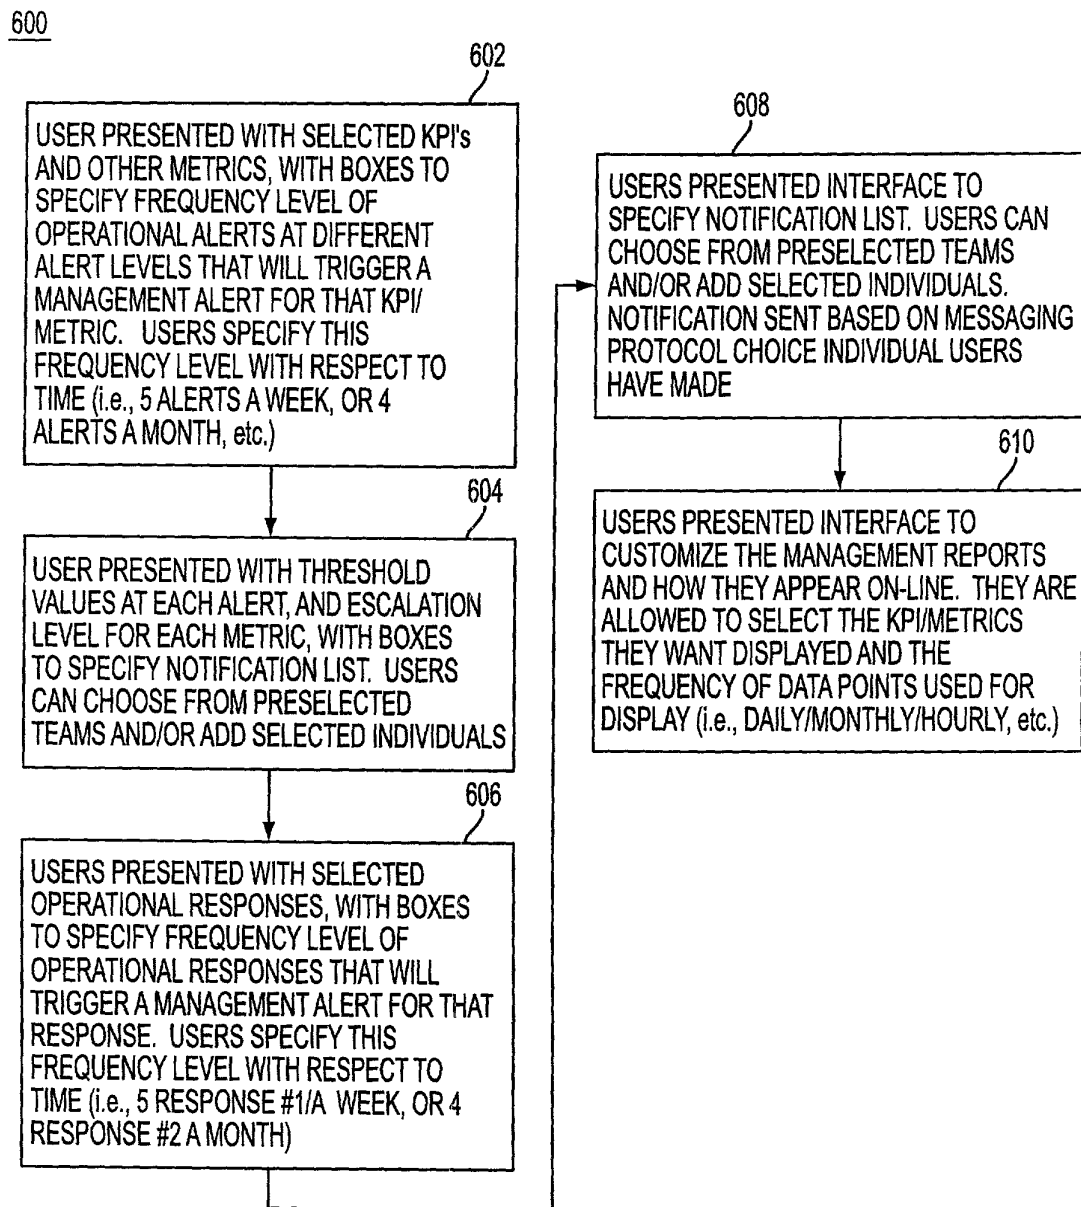 600
602
USER PRESENTED WITH SELECTED KPI's
AND OTHER METRICS, WITH BOXES TO
SPECIFY FREQUENCY LEVEL OF
OPERATIONAL ALERTS AT DIFFERENT
ALERT LEVELS THAT WILL TRIGGER A
MANAGEMENT ALERT FOR THAT KPI/
METRIC. USERS SPECIFY THIS
FREQUENCY LEVEL WITH RESPECT TO
TIME (i.e., 5 ALERTS A WEEK, OR 4
ALERTS A MONTH, etc.)
604
USER PRESENTED WITH THRESHOLD
VALUES AT EACH ALERT, AND ESCALATION
LEVEL FOR EACH METRIC, WITH BOXES
TO SPECIFY NOTIFICATION LIST. USERS
CAN CHOOSE FROM PRESELECTED
TEAMS AND/OR ADD SELECTED INDIVIDUALS
606
USERS PRESENTED WITH SELECTED
OPERATIONAL RESPONSES, WITH BOXES
TO SPECIFY FREQUENCY LEVEL OF
OPERATIONAL RESPONSES THAT WILL
TRIGGER A MANAGEMENT ALERT FOR THAT
RESPONSE. USERS SPECIFY THIS
FREQUENCY LEVEL WITH RESPECT TO
TIME (i.e., 5 RESPONSE #1/A WEEK, OR 4
RESPONSE #2 A MONTH)
608
USERS PRESENTED INTERFACE TO
SPECIFY NOTIFICATION LIST. USERS CAN
CHOOSE FROM PRESELECTED TEAMS
AND/OR ADD SELECTED INDIVIDUALS.
NOTIFICATION SENT BASED ON MESSAGING
PROTOCOL CHOICE INDIVIDUAL USERS
HAVE MADE
610
USERS PRESENTED INTERFACE TO
CUSTOMIZE THE MANAGEMENT REPORTS
AND HOW THEY APPEAR ON-LINE. THEY ARE
ALLOWED TO SELECT THE KPI/METRICS
THEY WANT DISPLAYED AND THE
FREQUENCY OF DATA POINTS USED FOR
DISPLAY (i.e., DAILY/MONTHLY/HOURLY, etc.)